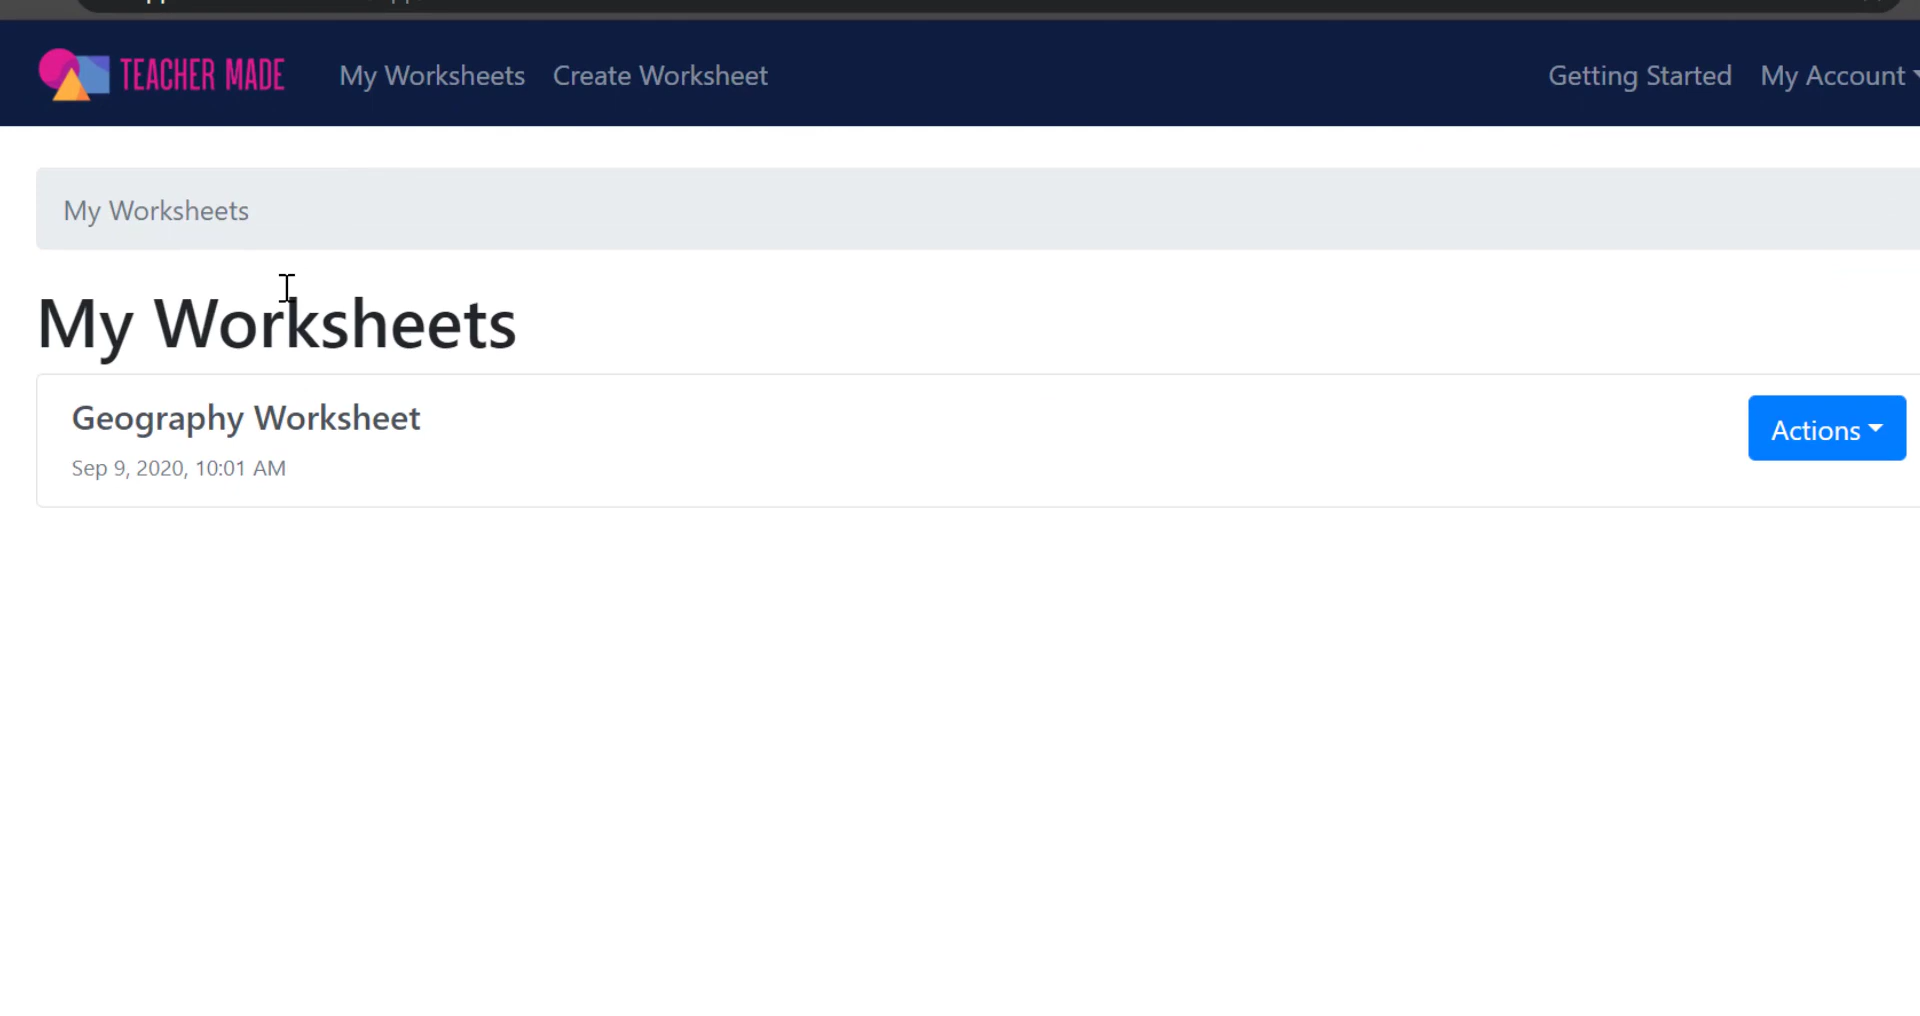 TEACHER MADE
My Worksheets
Create Worksheet
Getting Started
My Account
My Worksheets
My Worksheets
Geography Worksheet
Sep 9, 2020, 10:01 AM
Actions